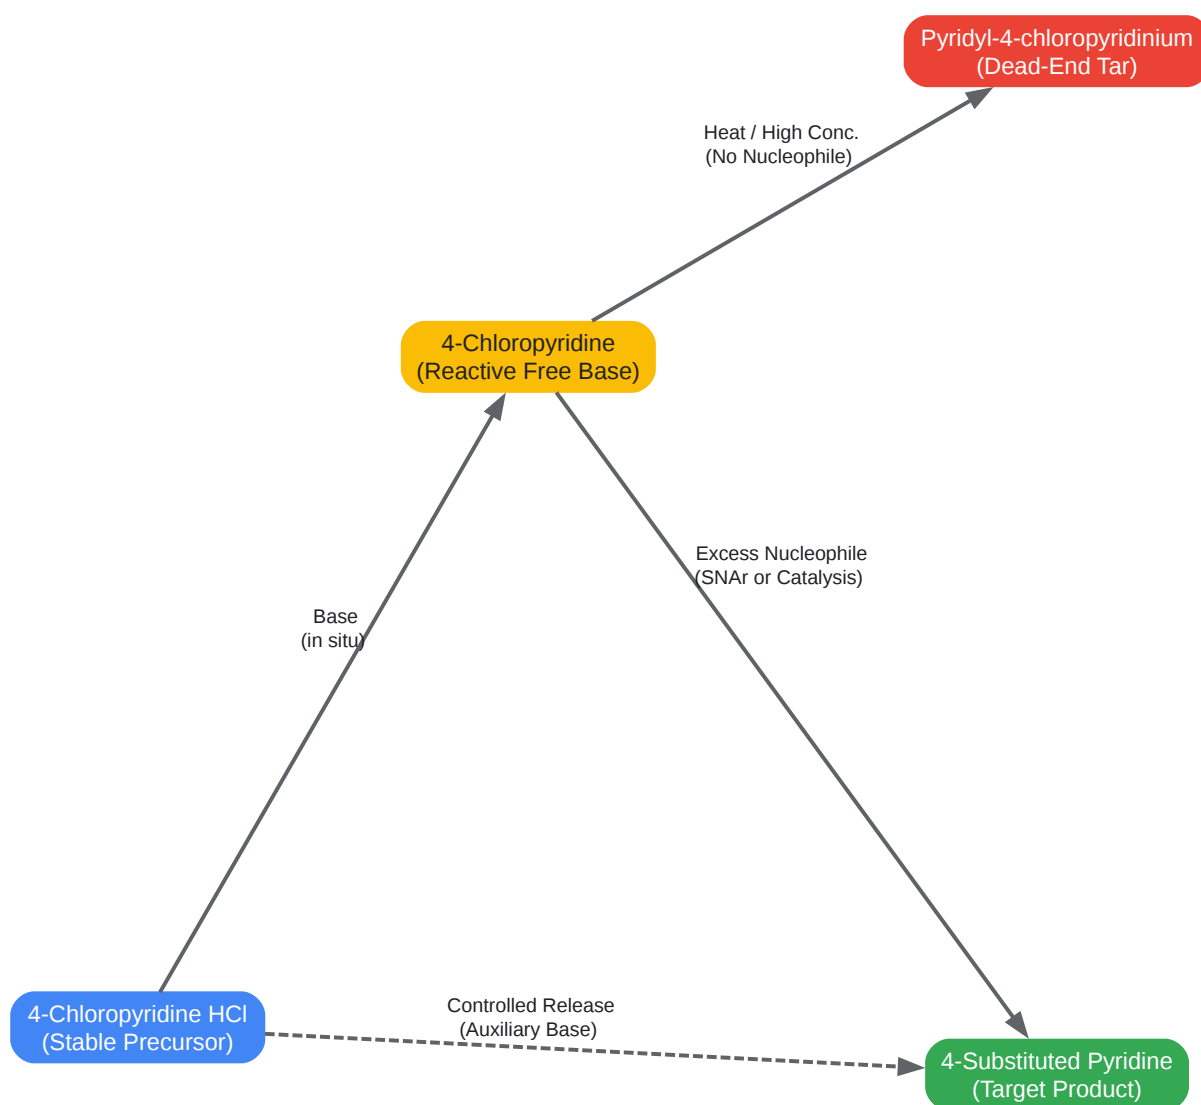 Pyridyl-4-chloropyridinium
(Dead-End Tar)
Heat / High Conc.
(No Nucleophile)
4-Chloropyridine
(Reactive Free Base)
Excess Nucleophile
(SNAr or Catalysis)
Base
(in situ)
4-Chloropyridine HCl
(Stable Precursor)
Controlled Release
(Auxiliary Base)
4-Substituted Pyridine
(Target Product)